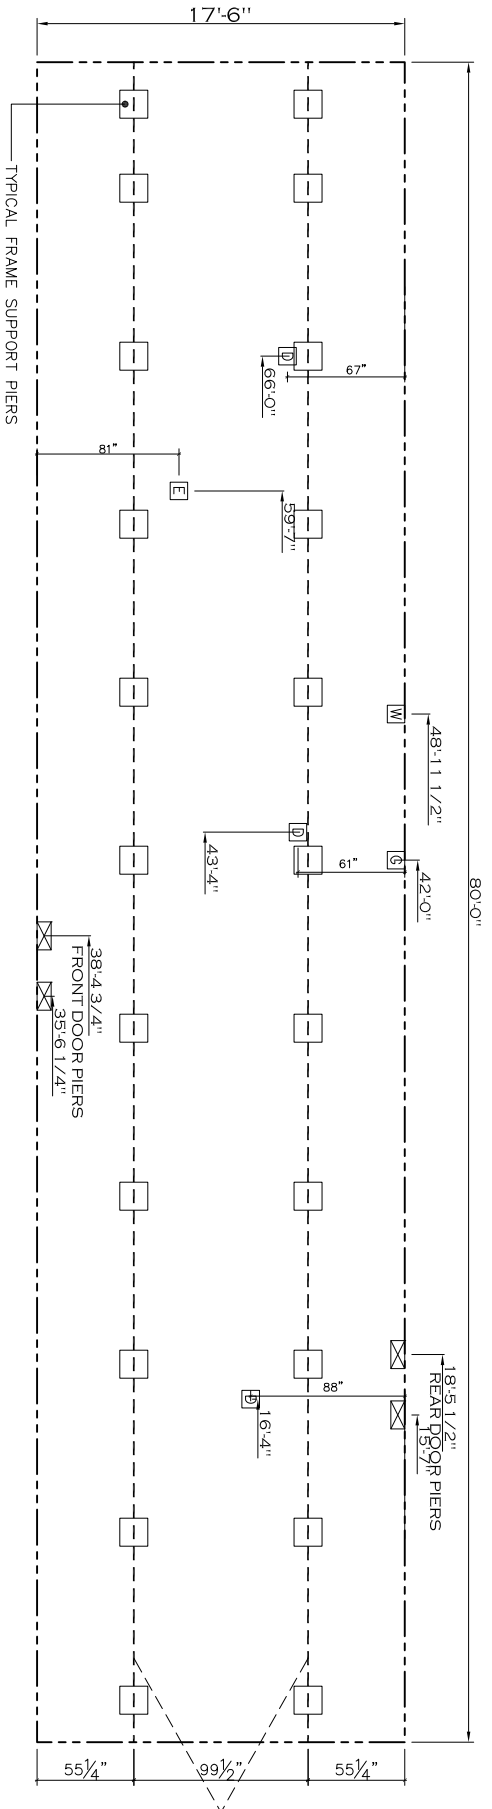 17'-6"
TYPICAL FRAME SUPPORT PIERS
D
66'-0"
67"
81"
E
59'-7"
W
48'-11 1/2"
80'-0"
D
43'-4"
61"
G
42'-0"
38'-4 3/4"
FRONT DOOR PIERS
35'-6 1/4"
18'-5 1/2"
REAR DOOR PIERS
15'-7"
88"
D
16'-4"
55¼"
99½"
55¼"